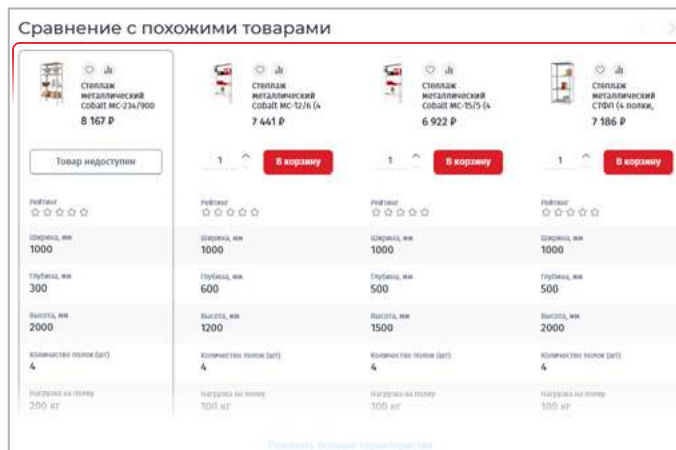 Сравнение с похожими товарами
Стеллаж
металлический
Cobalt МС-234/900
8 167 ₽
Стеллаж
металлический
Cobalt МС-12/6 (4
7 441 ₽
Стеллаж
металлический
Cobalt МС-15/5 (4
6 922 ₽
Стеллаж
металлический
СТФЛ (4 полки,
7 186 ₽
Товар недоступен
1 В корзину
1 В корзину
1 В корзину
Рейтинг Рейтинг Рейтинг Рейтинг
Ширина, мм Ширина, мм Ширина, мм Ширина, мм
1000 1000 1000 1000
Глубина, мм Глубина, мм Глубина, мм Глубина, мм
300 600 500 500
Высота, мм Высота, мм Высота, мм Высота, мм
2000 1200 1500 2000
Количество полок (шт) Количество полок (шт) Количество полок (шт) Количество полок (шт)
4 4 4 4
Нагрузка на полку Нагрузка на полку Нагрузка на полку Нагрузка на полку
200 кг 100 кг 100 кг 100 кг
Показать больше характеристик